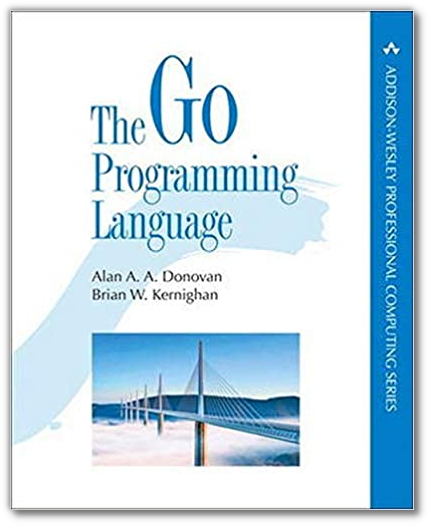 The Go
Programming
Language
Alan A. A. Donovan
Brian W. Kernighan
ADDISON-WESLEY PROFESSIONAL COMPUTING SERIES